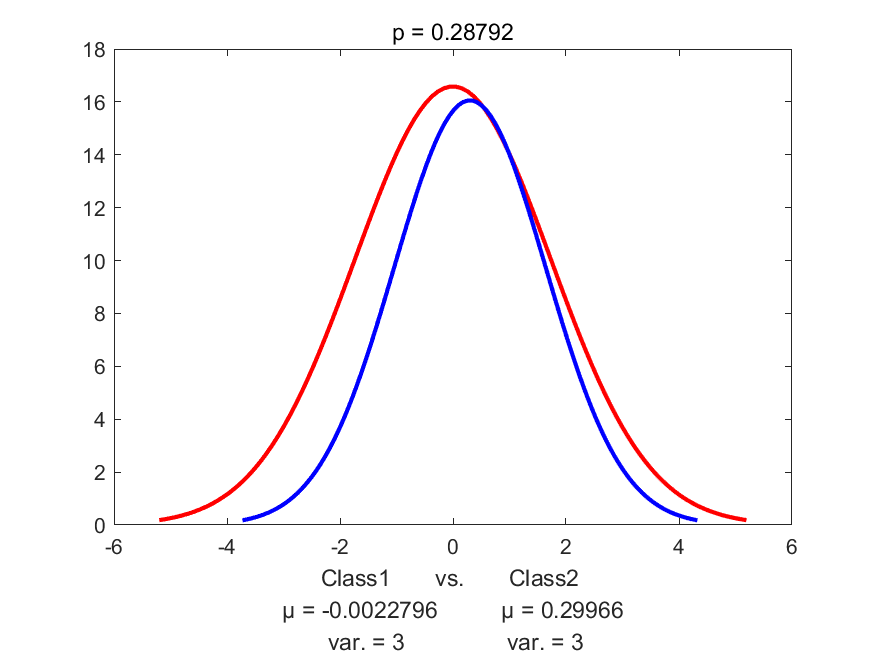 p = 0.28792
18
16
14
12
10
8
6
4
2
0
-6 -4 -2 0 2 4 6
Class1 vs. Class2
μ = -0.0022796 μ = 0.29966
var. = 3 var. = 3